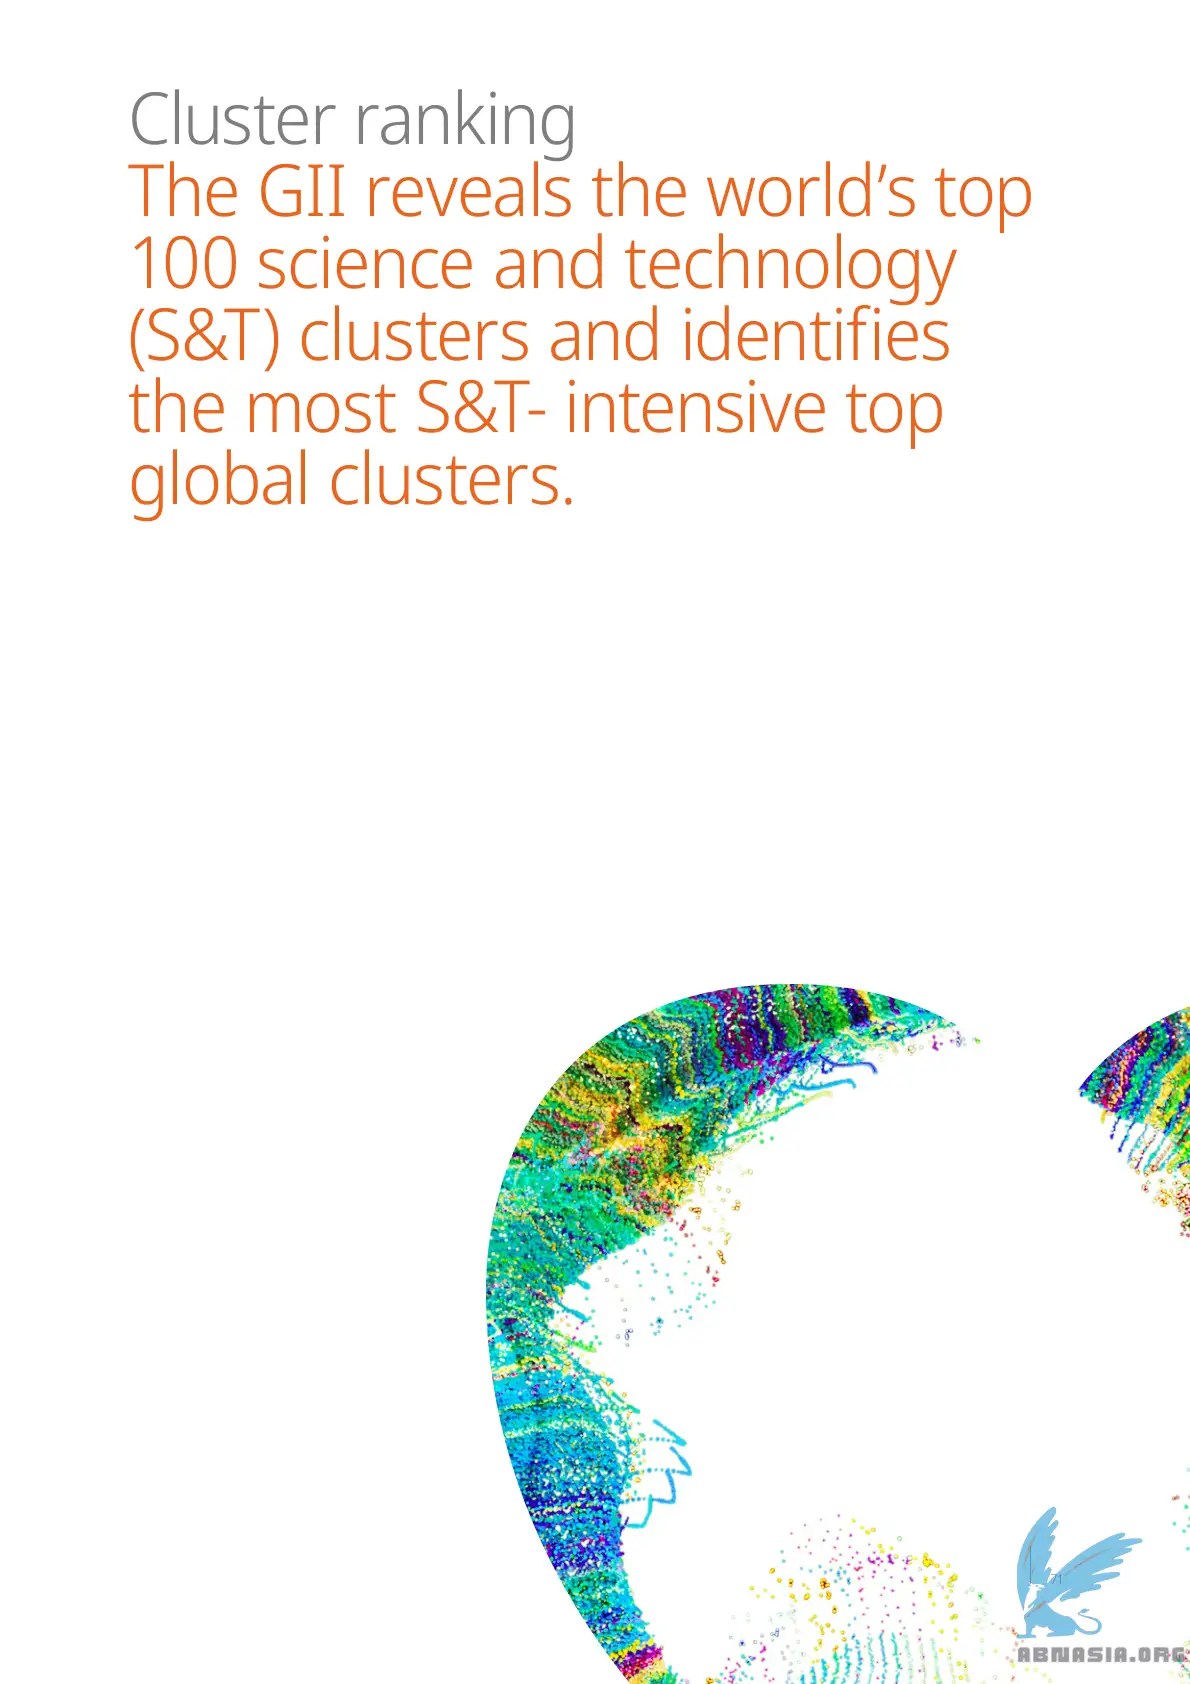 Cluster ranking
The GII reveals the world’s top
100 science and technology
(S&T) clusters and identifies
the most S&T- intensive top
global clusters.
71
ABNASIA.ORG